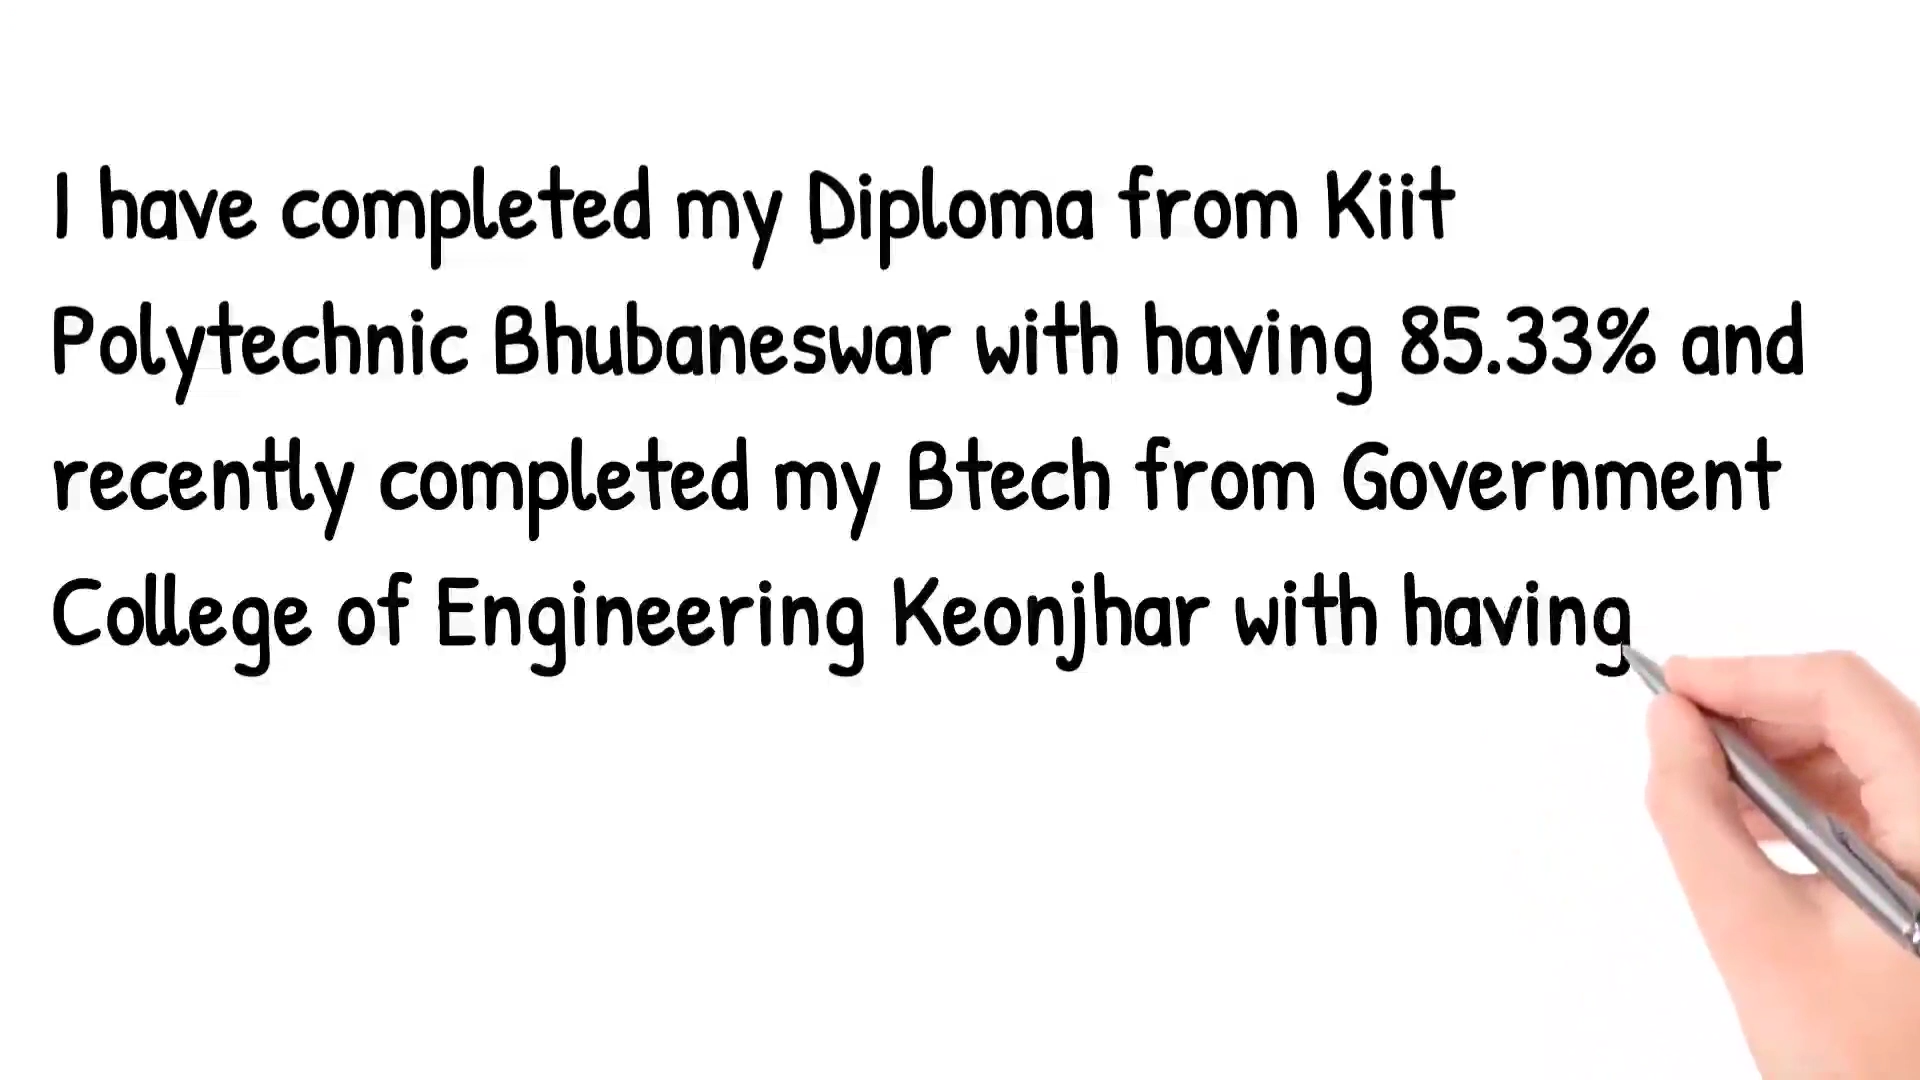 I have completed my Diploma from Kiit
Polytechnic Bhubaneswar with having 85.33% and
recently completed my Btech from Government
College of Engineering Keonjhar with having